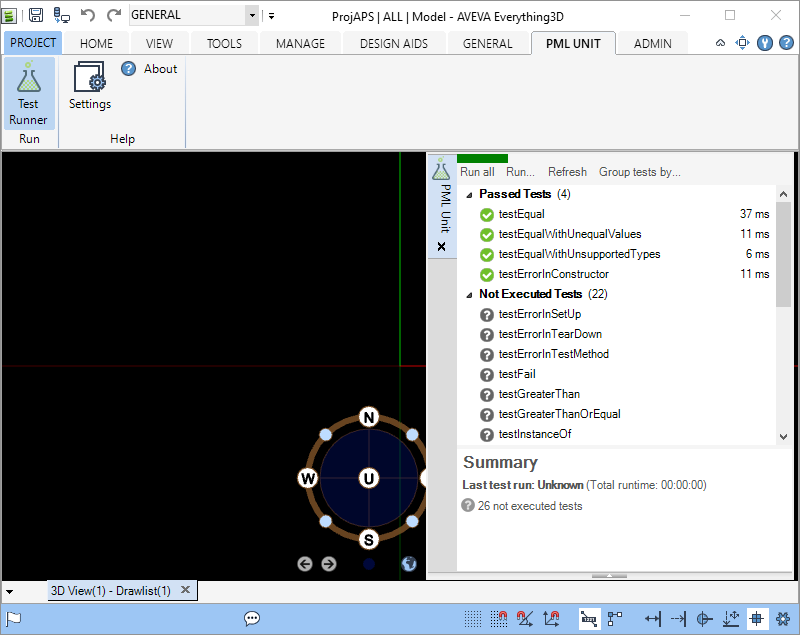 GENERAL
ProjAPS | ALL | Model - AVEVA Everything3D
PROJECT HOME VIEW TOOLS MANAGE DESIGN AIDS GENERAL PML UNIT ADMIN
Test Runner
Settings
About
Run
Help
PML Unit
Run all Run... Refresh Group tests by...
Passed Tests (4)
testEqual 37 ms
testEqualWithUnequalValues 11 ms
testEqualWithUnsupportedTypes 6 ms
testErrorInConstructor 11 ms
Not Executed Tests (22)
testErrorInSetUp
testErrorInTearDown
testErrorInTestMethod
testFail
testGreaterThan
testGreaterThanOrEqual
testInstanceOf
N
W U
S
Summary
Last test run: Unknown (Total runtime: 00:00:00)
26 not executed tests
3D View(1) - Drawlist(1)